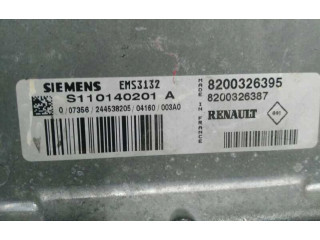 SIEMENS EMS3132
S110140201 A
0/07356/244538205/04160/003A0
MADE IN FRANCE
8200326395
8200326387
RENAULT